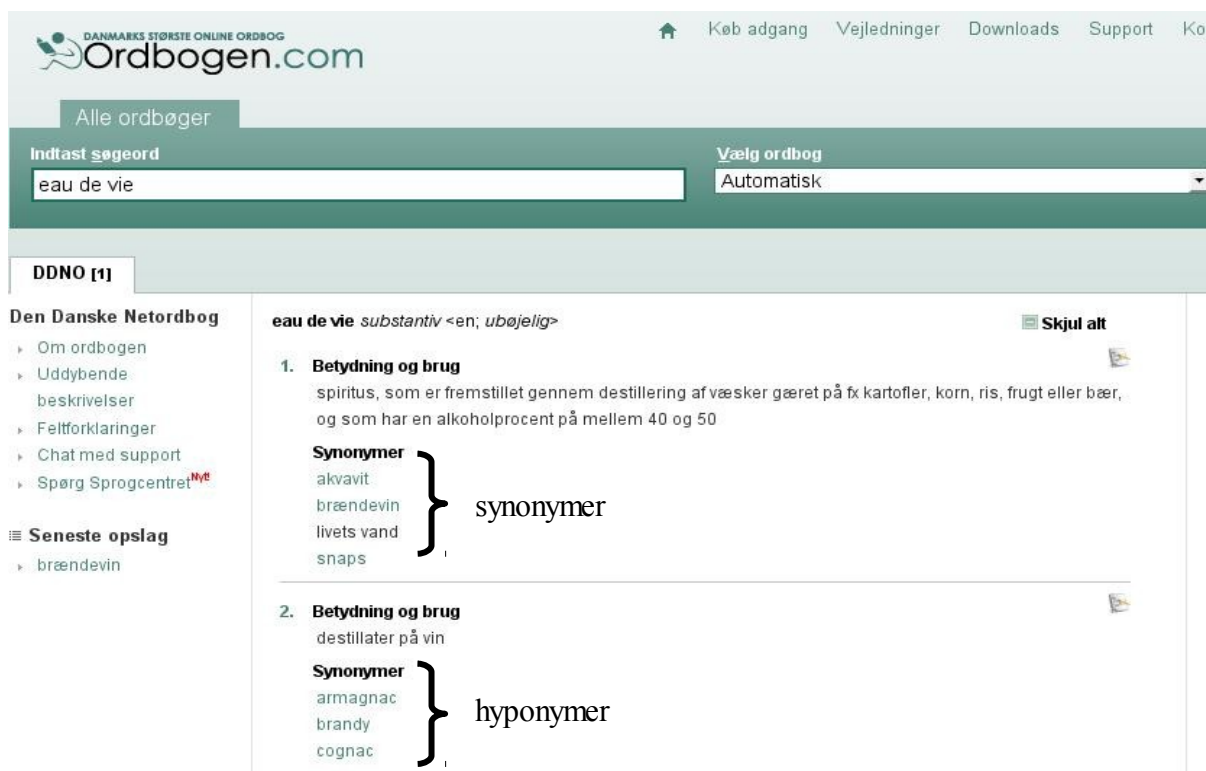 DANMARKS STØRSTE ONLINE ORDBOG
Ordbogen.com
Køb adgang Vejledninger Downloads Support Ko
Alle ordbøger
Indtast søgeord
Vælg ordbog
eau de vie
Automatisk
DDNO [1]
Den Danske Netordbog
Om ordbogen
Uddybende
beskrivelser
Feltforklaringer
Chat med support
Spørg Sprogcentret Nyt!
Seneste opslag
brændevin
eau de vie substantiv <en; ubøjelig>
Skjul alt
1. Betydning og brug
spiritus, som er fremstillet gennem destillering af væsker gæret på fx kartofler, korn, ris, frugt eller bær,
og som har en alkoholprocent på mellem 40 og 50
Synonymer
akvavit
brændevin
livets vand
snaps
synonymer
2. Betydning og brug
destillater på vin
Synonymer
armagnac
brandy
cognac
hyponymer